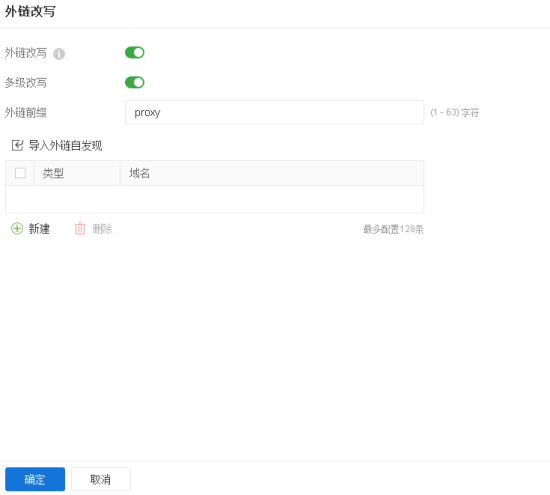 外链改写
外链改写
多级改写
外链前缀 proxy (1 - 63) 字符
导入外链自发现
类型 域名
新建 删除 最多配置128条
确定 取消